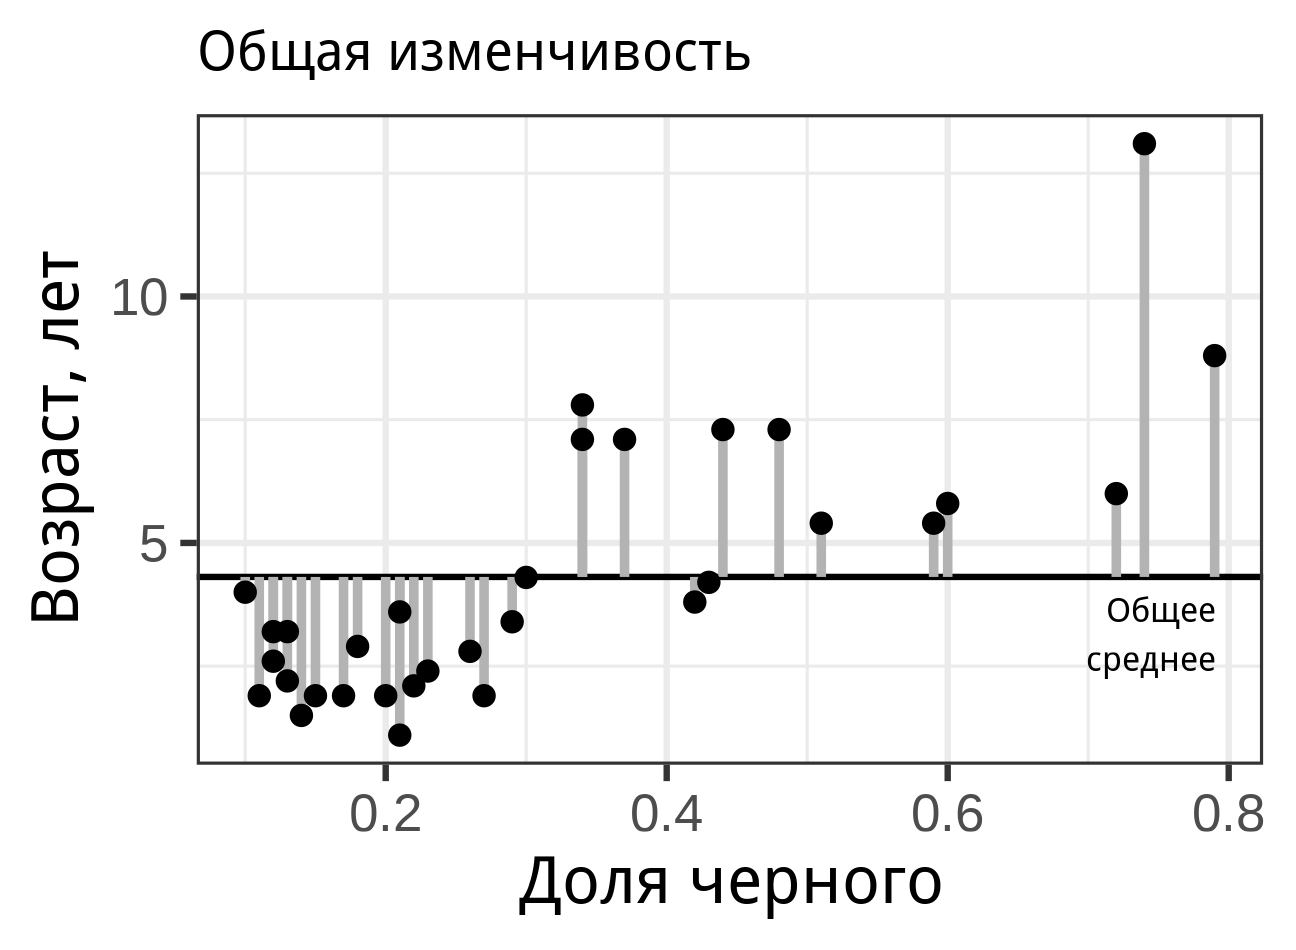 Общая изменчивость
Возраст, лет
10
5
Общее
среднее
0.2 0.4 0.6 0.8
Доля черного